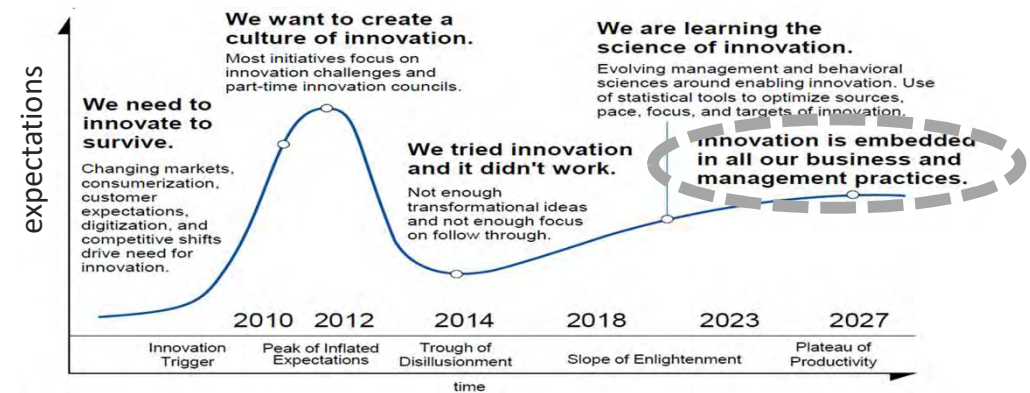 expectations
We need to
innovate to
survive.
Changing markets,
consumerization,
customer
expectations,
digitization, and
competitive shifts
drive need for
innovation.
We want to create a
culture of innovation.
Most initiatives focus on
innovation challenges and
part-time innovation councils.
We tried innovation
and it didn't work.
Not enough
transformational ideas
and not enough focus
on follow through.
We are learning the
science of innovation.
Evolving management and behavioral
sciences around enabling innovation. Use
of statistical tools to optimize sources,
pace, focus, and targets of innovation.
Innovation is embedded
in all our business and
management practices.
2010 2012 2014 2018 2023 2027
Innovation
Trigger
Peak of Inflated
Expectations
Trough of
Disillusionment
Slope of Enlightenment
Plateau of
Productivity
time